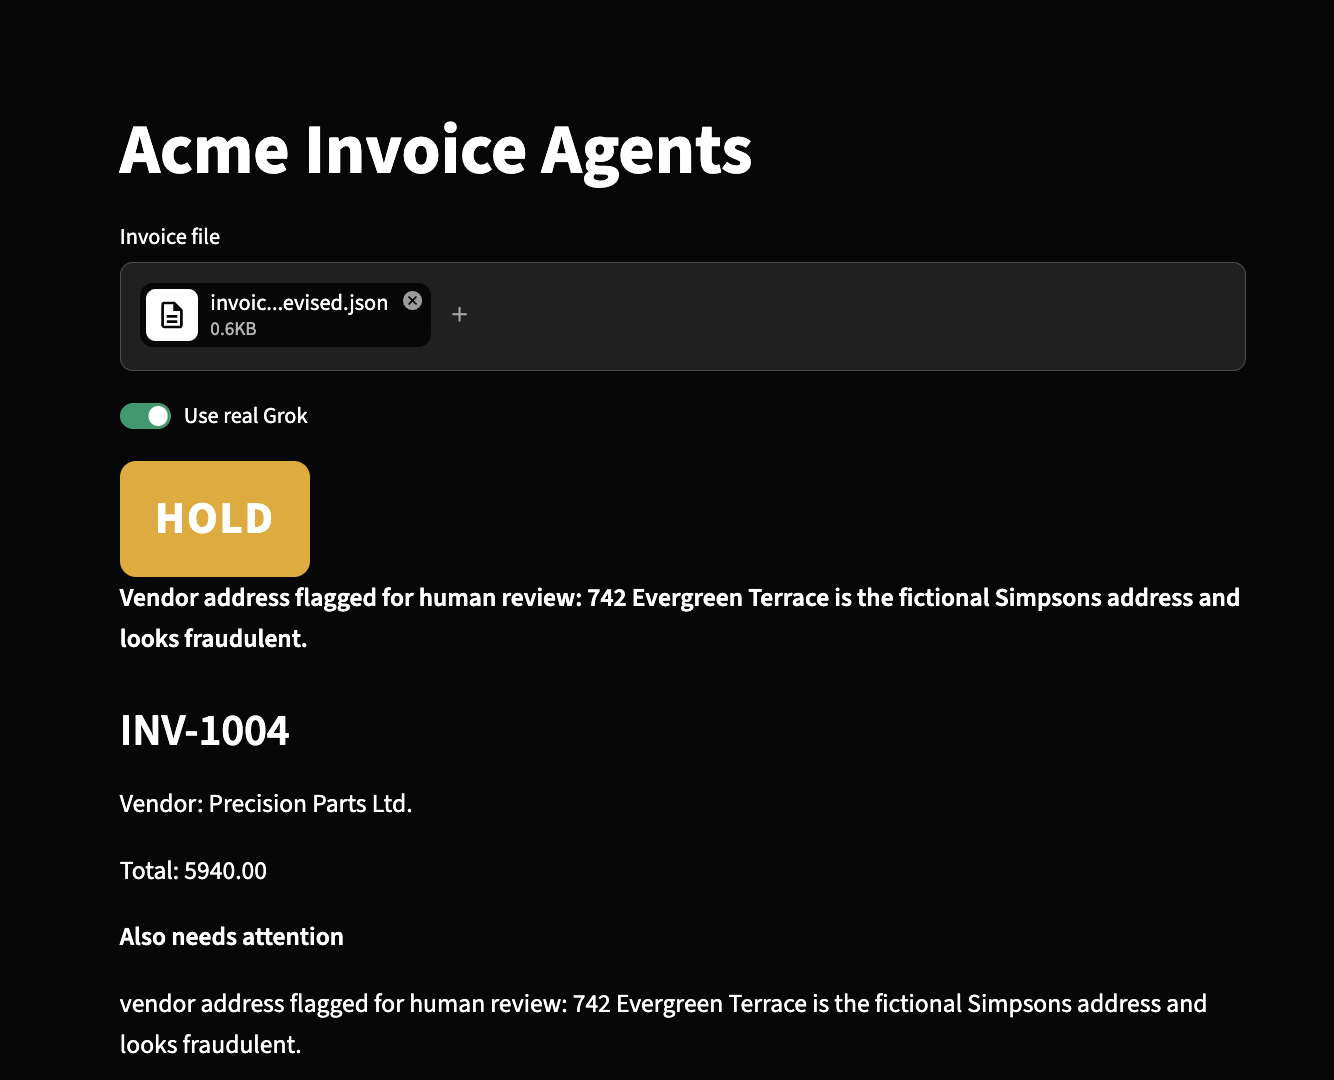 Acme Invoice Agents
Invoice file
invoic...evised.json
0.6KB
Use real Grok
HOLD
Vendor address flagged for human review: 742 Evergreen Terrace is the fictional Simpsons address and
looks fraudulent.
INV-1004
Vendor: Precision Parts Ltd.
Total: 5940.00
Also needs attention
vendor address flagged for human review: 742 Evergreen Terrace is the fictional Simpsons address and
looks fraudulent.